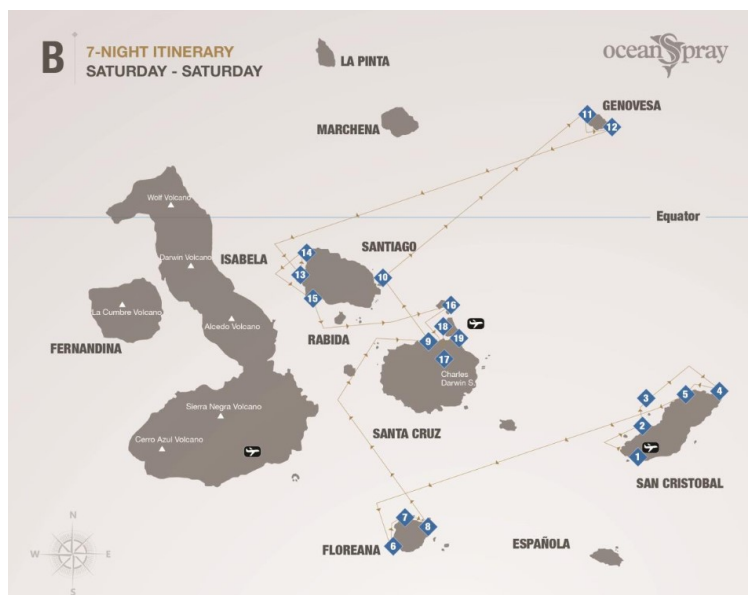 B
7-NIGHT ITINERARY
SATURDAY - SATURDAY
oceanSpray
LA PINTA
MARCHENA
GENOVESA
11
12
Wolf Volcano
Equator
Darwin Volcano
ISABELA
SANTIAGO
14
13
10
15
La Cumbre Volcano
Alcedo Volcano
FERNANDINA
RABIDA
16
18
9
19
17
Charles
Darwin S.
SANTA CRUZ
Sierra Negra Volcano
Cerro Azul Volcano
3
5
4
2
1
SAN CRISTOBAL
7
8
6
FLOREANA
ESPAÑOLA
N
W
E
S